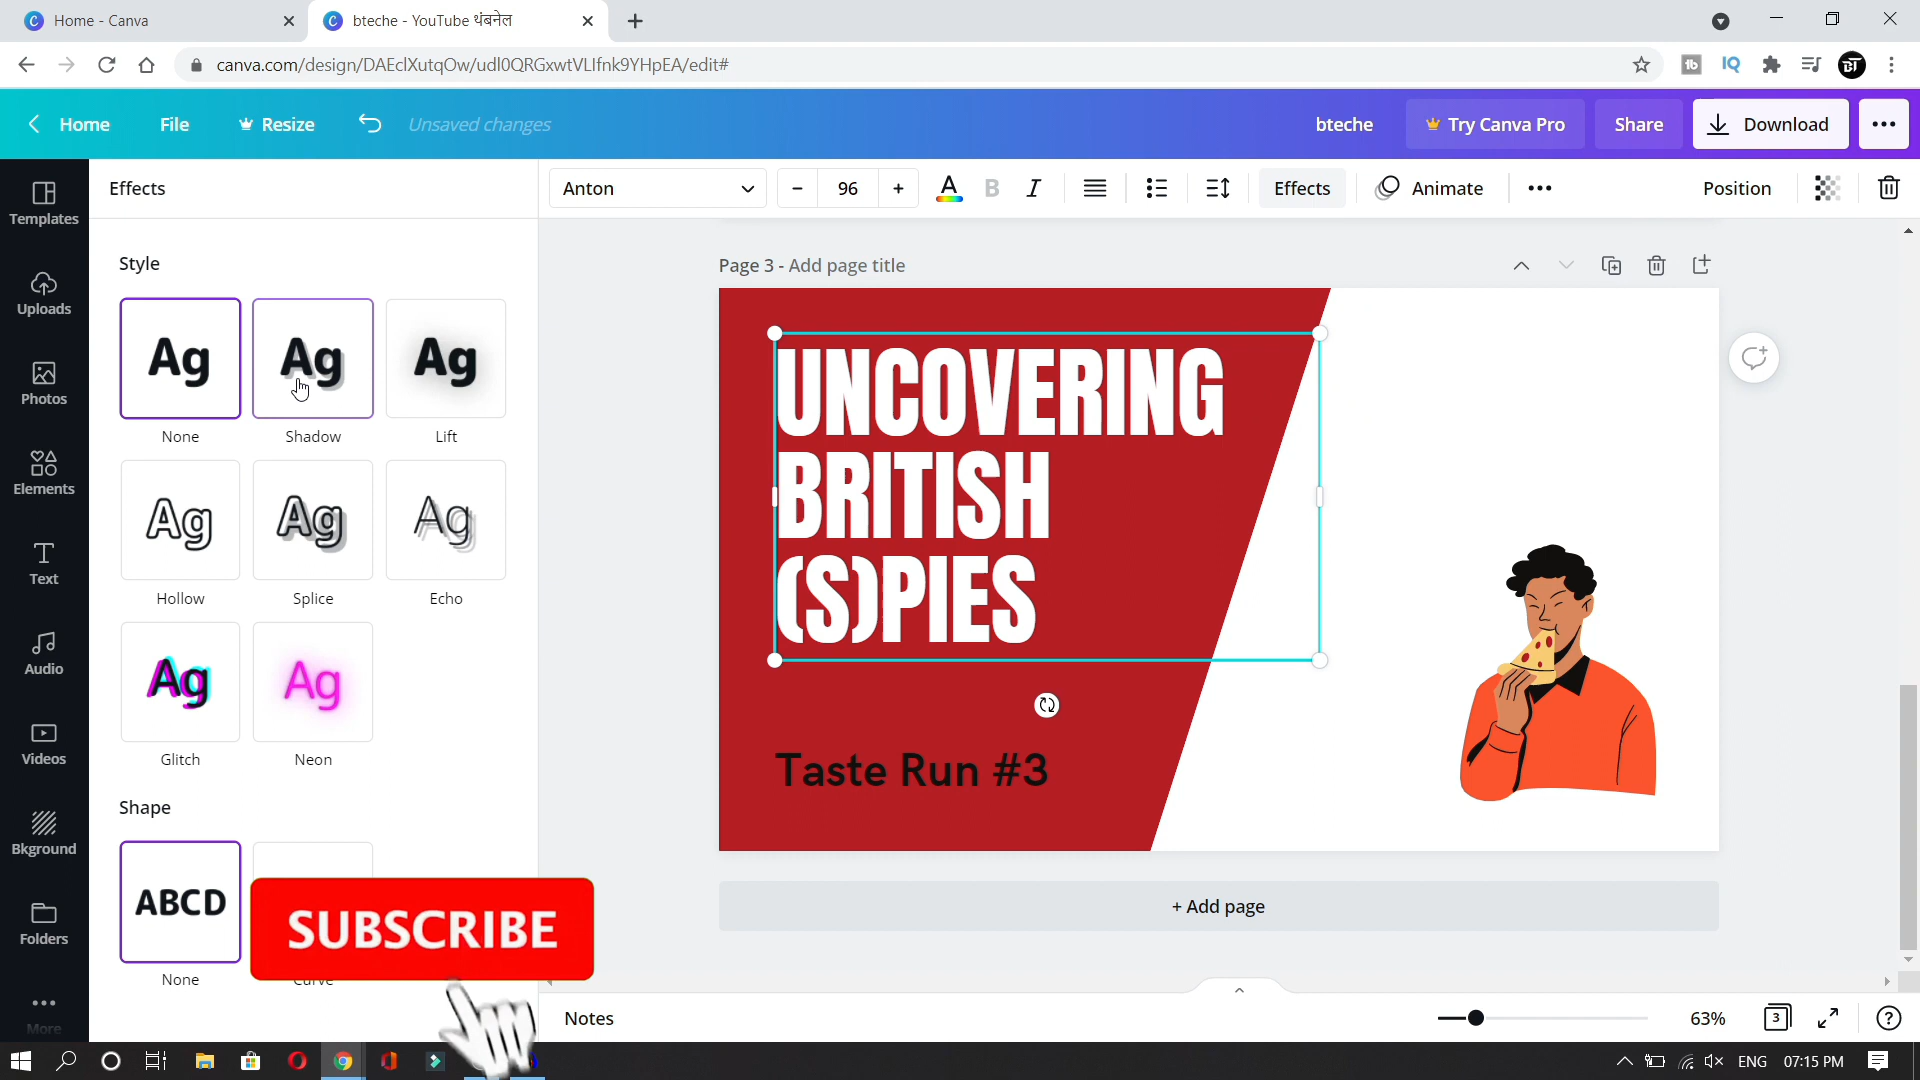 Home - Canva
bteche - YouTube थंबनेल
canva.com/design/DAEclXutqOw/udl0QRGxwtVLIfnk9YHpEA/edit#
Home
File
Resize
Unsaved changes
bteche
Try Canva Pro
Share
Download
Effects
Anton
96
Effects
Animate
Position
Templates
Uploads
Photos
Elements
Text
Audio
Videos
Bkground
Folders
More
Style
Ag
Ag
Ag
None
Shadow
Lift
Ag
Ag
Ag
Hollow
Splice
Echo
Ag
Ag
Glitch
Neon
Shape
ABCD
None
Curve
SUBSCRIBE
Page 3 - Add page title
UNCOVERING
BRITISH
(S)PIES
Taste Run #3
+ Add page
Notes
63%
3
ENG
07:15 PM